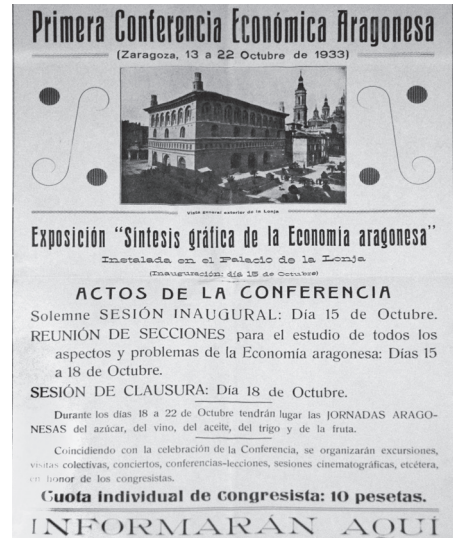 Primera Conferencia Económica Aragonesa
(Zaragoza, 13 a 22 Octubre de 1933)
Vista general exterior de la Lonja
Exposición "Síntesis gráfica de la Economía aragonesa"
Instalada en el Palacio de la Lonja
(Inauguración: día 15 de Octubre)
ACTOS DE LA CONFERENCIA
Solemne SESIÓN INAUGURAL: Día 15 de Octubre.
REUNIÓN DE SECCIONES para el estudio de todos los
aspectos y problemas de la Economía aragonesa: Días 15
a 18 de Octubre.
SESIÓN DE CLAUSURA: Día 18 de Octubre.
Durante los días 18 a 22 de Octubre tendrán lugar las JORNADAS ARAGO-
NESAS del azúcar, del vino, del aceite, del trigo y de la fruta.
Coincidiendo con la celebración de la Conferencia, se organizarán excursiones,
visitas colectivas, conciertos, conferencias-lecciones, sesiones cinematográficas, etcétera,
en honor de los congresistas.
Cuota individual de congresista: 10 pesetas.
INFORMARÁN AQUÍ